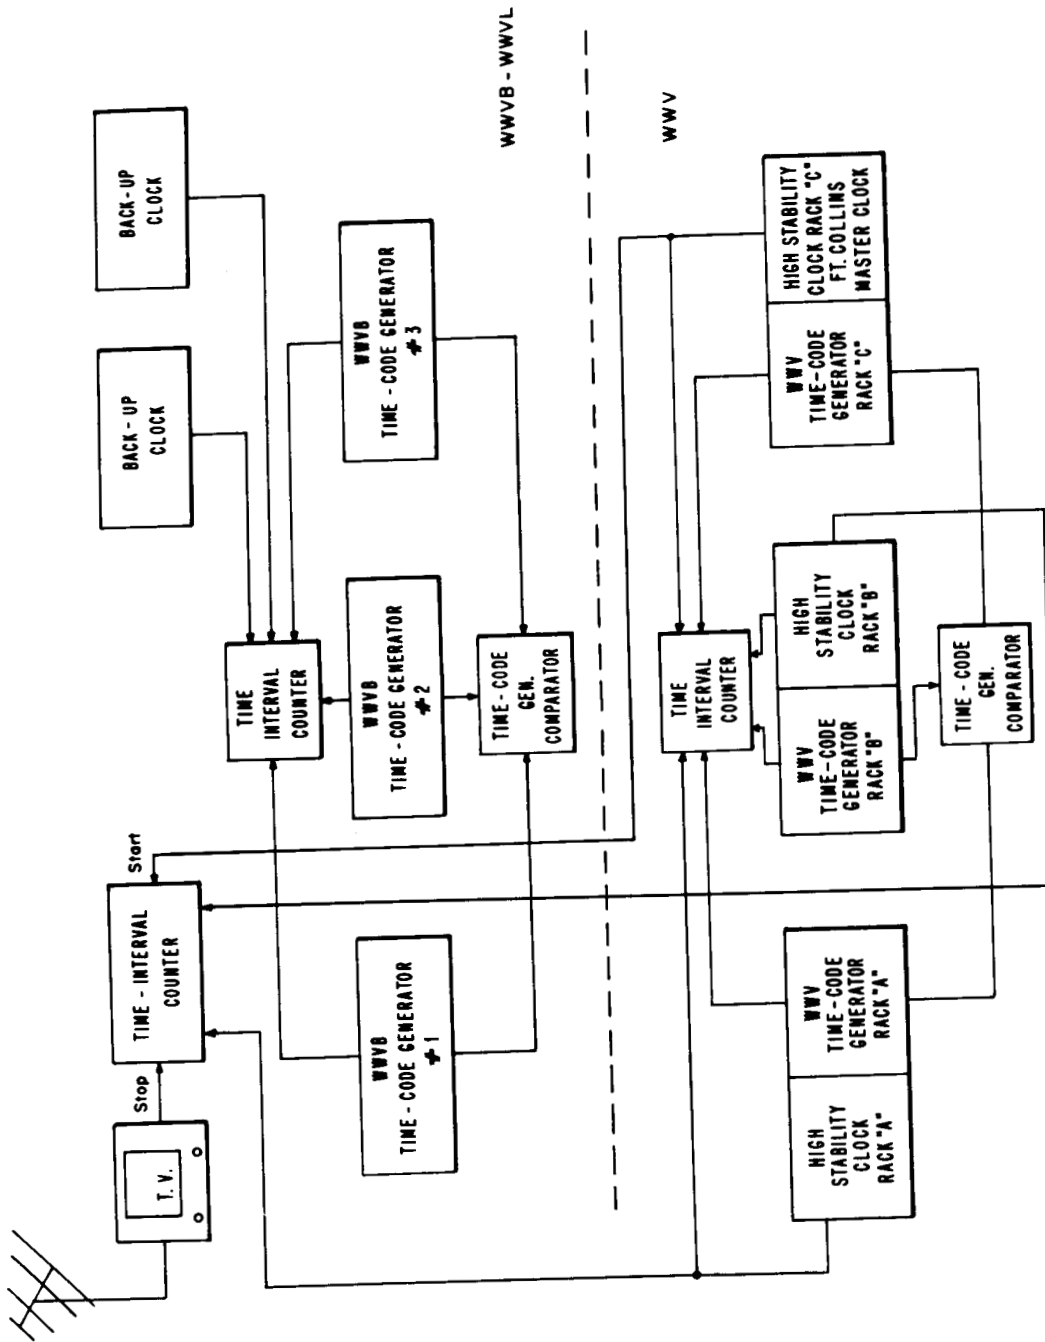 T. V.
Stop
TIME - INTERVAL
COUNTER
Start
BACK-UP
CLOCK
BACK-UP
CLOCK
TIME
INTERVAL
COUNTER
WWVB
TIME - CODE GENERATOR
#1
WWVB
TIME - CODE GENERATOR
#2
WWVB
TIME - CODE GENERATOR
#3
TIME - CODE
GEN.
COMPARATOR
WWVB - WWVL
WWV
TIME
INTERVAL
COUNTER
HIGH
STABILITY
CLOCK
RACK "A"
WWV
TIME-CODE
GENERATOR
RACK "A"
WWV
TIME-CODE
GENERATOR
RACK "B"
HIGH
STABILITY
CLOCK
RACK "B"
WWV
TIME-CODE
GENERATOR
RACK "C"
HIGH STABILITY
CLOCK RACK "C"
FT. COLLINS
MASTER CLOCK
TIME - CODE
GEN.
COMPARATOR